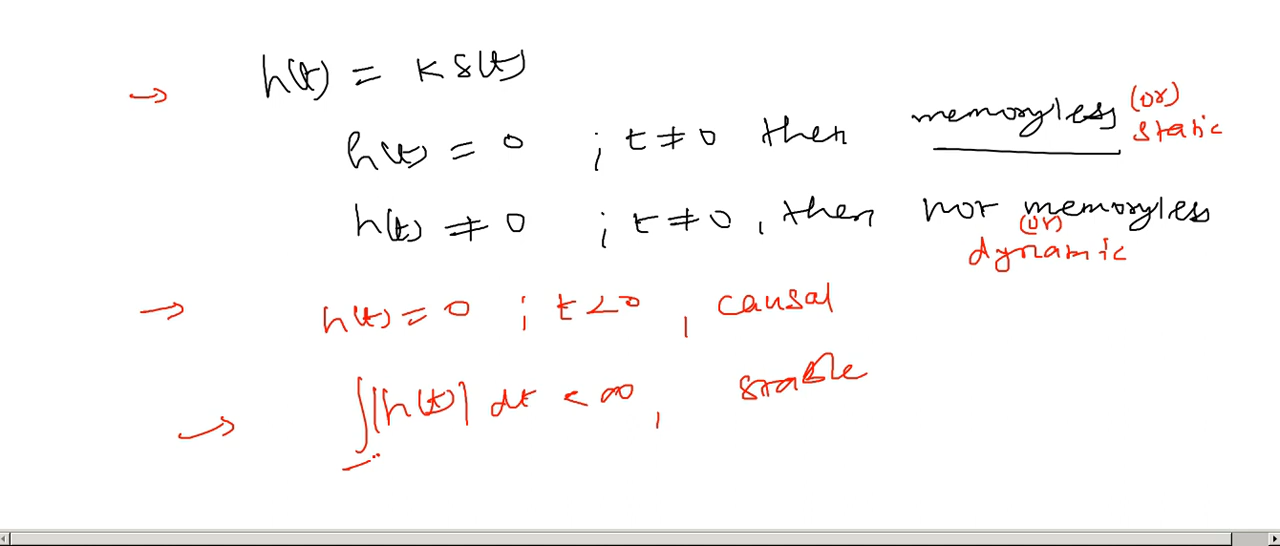 → h(t) = K δ(t)
h(t) = 0 ; t ≠ 0 then memoryless (or) static
h(t) ≠ 0 ; t ≠ 0 , then not memoryless (or) dynamic
→ h(t) = 0 ; t < 0 , causal
→ ∫|h(t)| dt < ∞ , stable